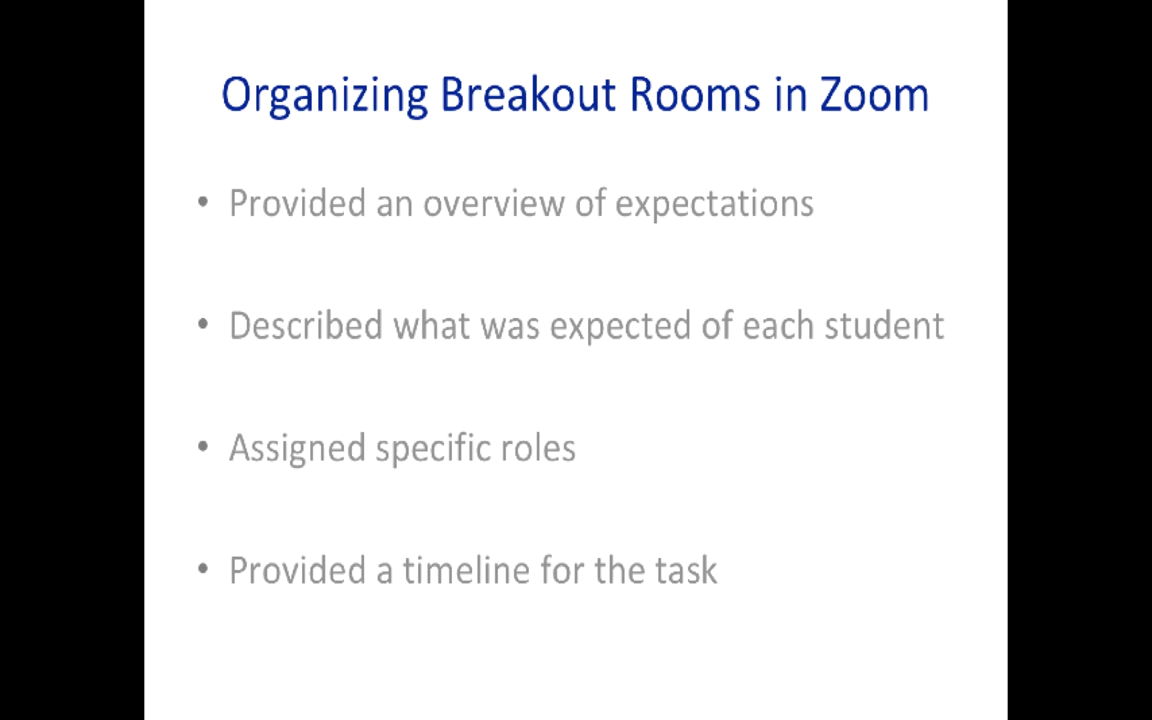 Organizing Breakout Rooms in Zoom
• Provided an overview of expectations
• Described what was expected of each student
• Assigned specific roles
• Provided a timeline for the task